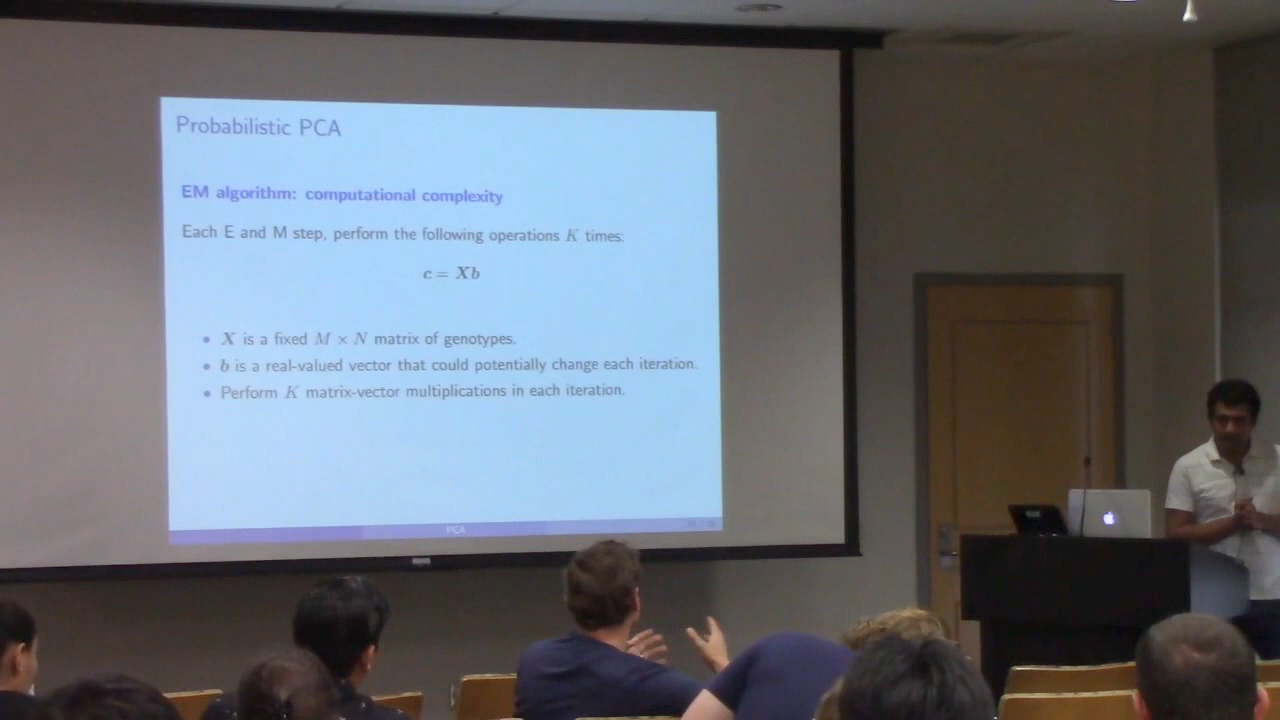 Probabilistic PCA
EM algorithm: computational complexity
Each E and M step, perform the following operations K times:
c = Xb
• X is a fixed M × N matrix of genotypes.
• b is a real-valued vector that could potentially change each iteration.
• Perform K matrix-vector multiplications in each iteration.
PCA